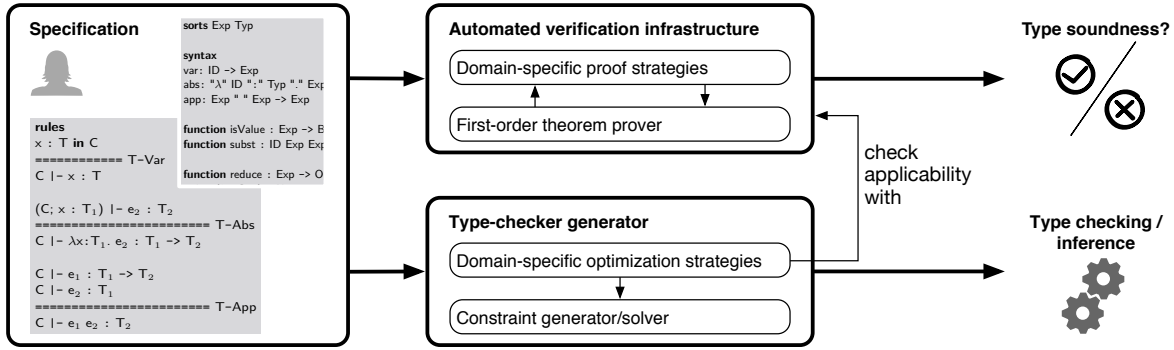 Specification
sorts Exp Typ
syntax
var: ID -> Exp
abs: "λ" ID ":" Typ "." Exp
app: Exp " " Exp -> Exp
function isValue : Exp -> B
function subst : ID Exp Exp
function reduce : Exp -> O
rules
x : T in C
============ T-Var
C |- x : T
(C; x : T₁) |- e₂ : T₂
======================== T-Abs
C |- λx:T₁. e₂ : T₁ -> T₂
C |- e₁ : T₁ -> T₂
C |- e₂ : T₁
======================== T-App
C |- e₁ e₂ : T₂
Automated verification infrastructure
Domain-specific proof strategies
First-order theorem prover
Type-checker generator
Domain-specific optimization strategies
Constraint generator/solver
check
applicability
with
Type soundness?
Type checking /
inference